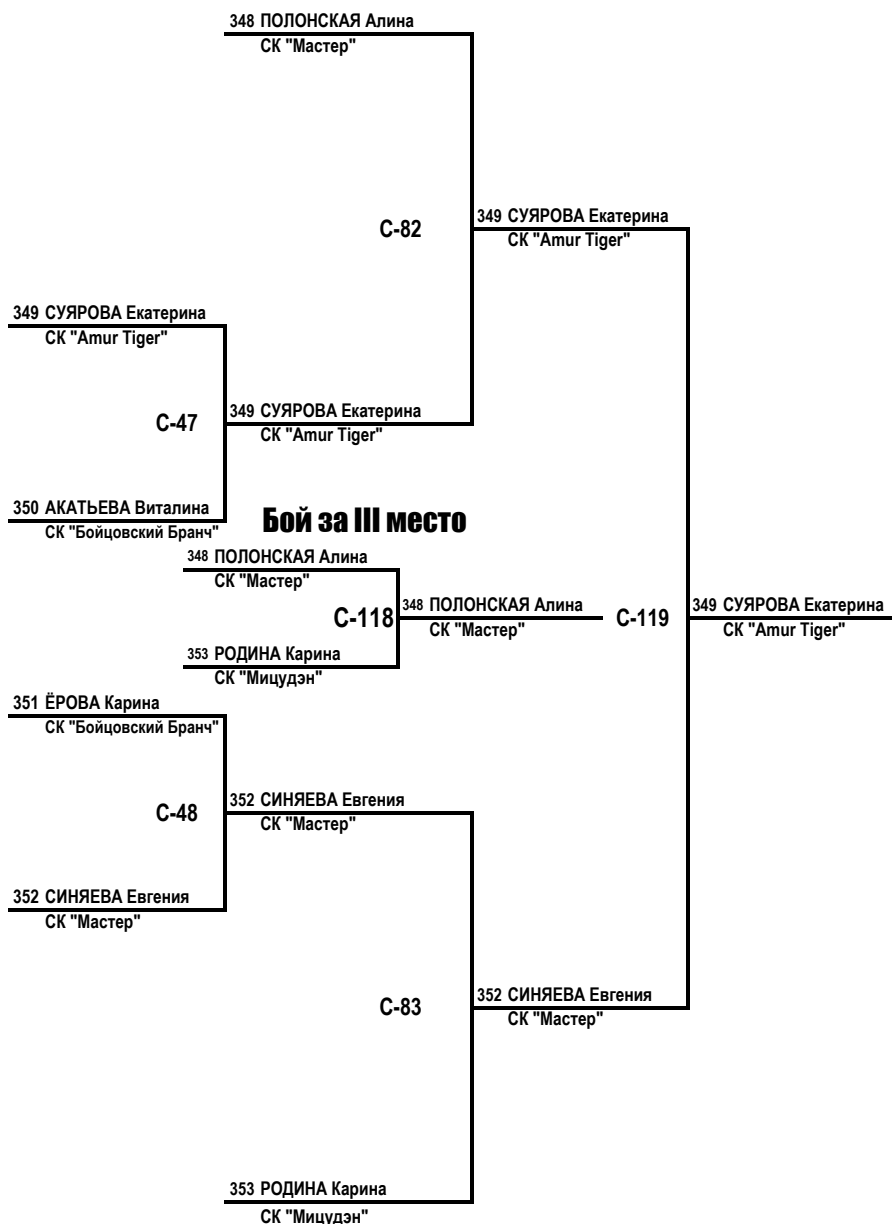 348 ПОЛОНСКАЯ Алина
СК "Мастер"
С-82
349 СУЯРОВА Екатерина
СК "Amur Tiger"
349 СУЯРОВА Екатерина
СК "Amur Tiger"
С-47
349 СУЯРОВА Екатерина
СК "Amur Tiger"
350 АКАТЬЕВА Виталина
СК "Бойцовский Бранч"
Бой за III место
348 ПОЛОНСКАЯ Алина
СК "Мастер"
С-118
348 ПОЛОНСКАЯ Алина
СК "Мастер"
С-119
349 СУЯРОВА Екатерина
СК "Amur Tiger"
353 РОДИНА Карина
СК "Мицудэн"
351 ЁРОВА Карина
СК "Бойцовский Бранч"
С-48
352 СИНЯЕВА Евгения
СК "Мастер"
352 СИНЯЕВА Евгения
СК "Мастер"
С-83
352 СИНЯЕВА Евгения
СК "Мастер"
353 РОДИНА Карина
СК "Мицудэн"